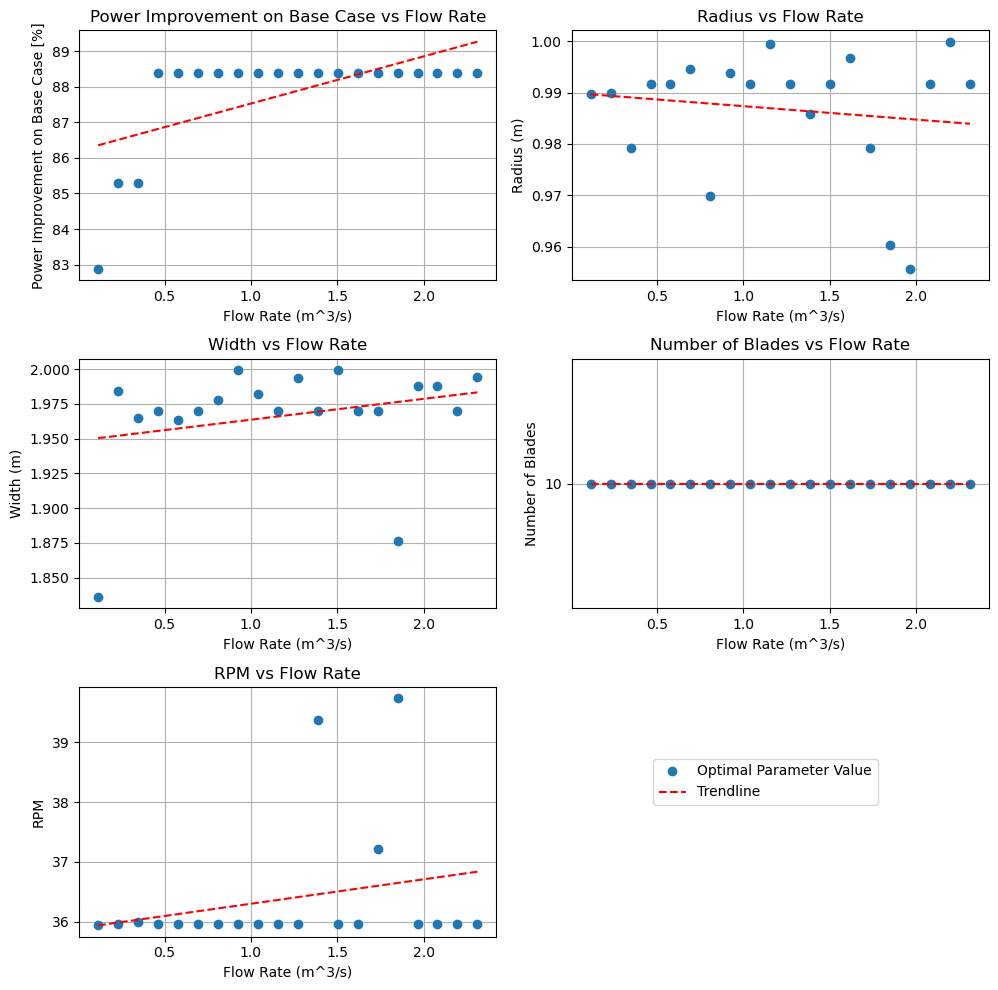 Power Improvement on Base Case vs Flow Rate
Power Improvement on Base Case [%]
89
88
87
86
85
84
83
0.5 1.0 1.5 2.0
Flow Rate (m^3/s)
Radius vs Flow Rate
Radius (m)
1.00
0.99
0.98
0.97
0.96
0.5 1.0 1.5 2.0
Flow Rate (m^3/s)
Width vs Flow Rate
Width (m)
2.000
1.975
1.950
1.925
1.900
1.875
1.850
0.5 1.0 1.5 2.0
Flow Rate (m^3/s)
Number of Blades vs Flow Rate
Number of Blades
10
0.5 1.0 1.5 2.0
Flow Rate (m^3/s)
RPM vs Flow Rate
RPM
39
38
37
36
0.5 1.0 1.5 2.0
Flow Rate (m^3/s)
Optimal Parameter Value
Trendline